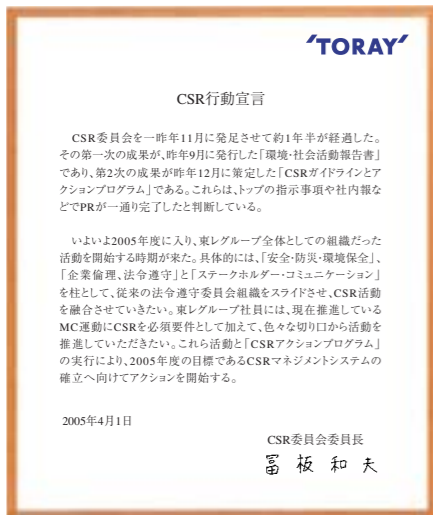 'TORAY'
CSR行動宣言
CSR委員会を一昨年11月に発足させて約1年半が経過した。
その第一次の成果が、昨年9月に発行した「環境・社会活動報告書」
であり、第2次の成果が昨年12月に策定した「CSRガイドラインとア
クションプログラム」である。これらは、トップの指示事項や社内報な
どでPRが一通り完了したと判断している。
いよいよ2005年度に入り、東レグループ全体としての組織だった
活動を開始する時期が来た。具体的には、「安全・防災・環境保全」、
「企業倫理、法令遵守」と「ステークホルダー・コミュニケーション」
を柱として、従来の法令遵守委員会組織をスライドさせ、CSR活動
を融合させていきたい。東レグループ社員には、現在推進している
MC運動にCSRを必須要件として加えて、色々な切り口から活動を
推進していただきたい。これら活動と「CSRアクションプログラム」
の実行により、2005年度の目標であるCSRマネジメントシステムの
確立へ向けてアクションを開始する。
2005年4月1日
CSR委員会委員長
冨板和夫